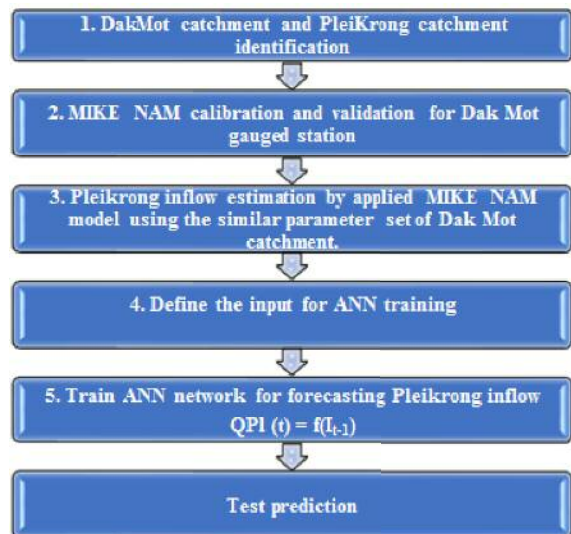 1. DakMot catchment and PleiKrong catchment
identification
2. MIKE NAM calibration and validation for Dak Mot
gauged station
3. Pleikrong inflow estimation by applied MIKE NAM
model using the similar parameter set of Dak Mot
catchment.
4. Define the input for ANN training
5. Train ANN network for forecasting Pleikrong inflow
QPl (t) = f(I_{t-1})
Test prediction